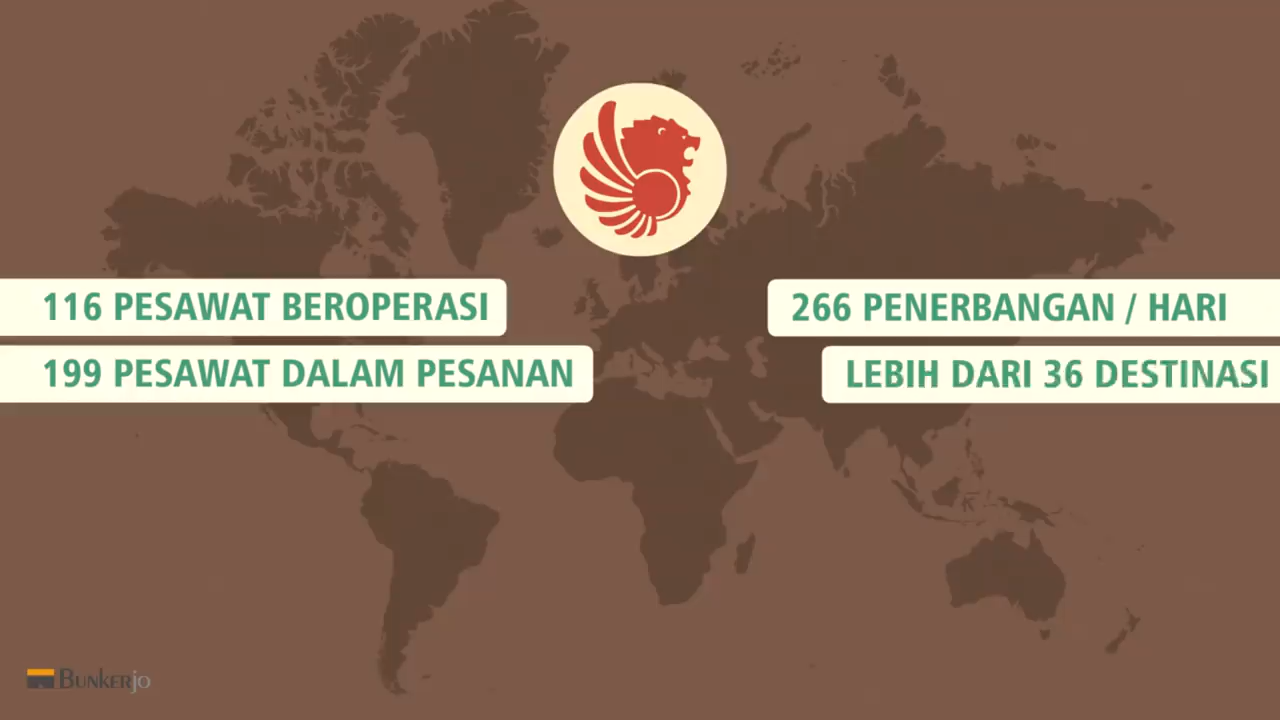 116 PESAWAT BEROPERASI
199 PESAWAT DALAM PESANAN
266 PENERBANGAN / HARI
LEBIH DARI 36 DESTINASI
BUNKERjo